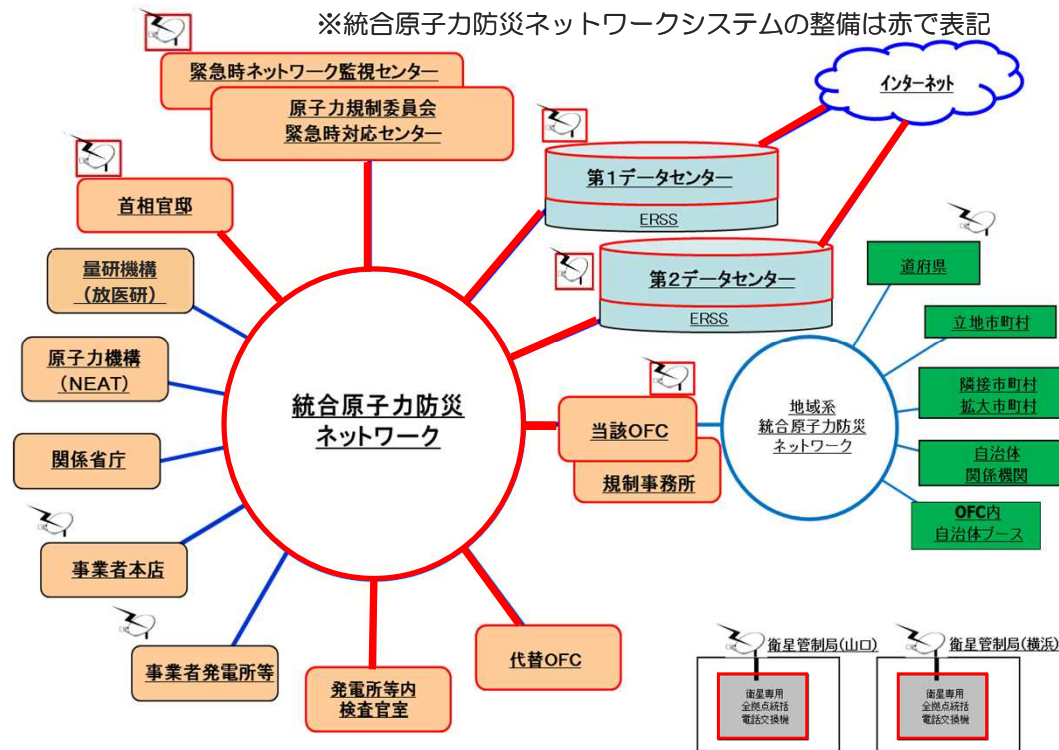 ※統合原子力防災ネットワークシステムの整備は赤で表記
緊急時ネットワーク監視センター
原子力規制委員会
緊急時対応センター
インターネット
第1データセンター
ERSS
首相官邸
第2データセンター
ERSS
量研機構
（放医研）
道府県
立地市町村
原子力機構
（NEAT）
隣接市町村
拡大市町村
統合原子力防災
ネットワーク
当該OFC
規制事務所
地域系
統合原子力防災
ネットワーク
関係省庁
自治体
関係機関
OFC内
自治体ブース
事業者本店
事業者発電所等
発電所等内
検査官室
代替OFC
衛星管制局(山口)
衛星専用
全拠点統括
電話交換機
衛星管制局(横浜)
衛星専用
全拠点統括
電話交換機